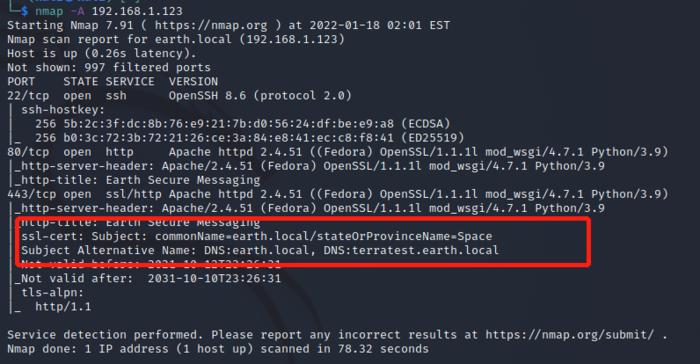 └─$ nmap -A 192.168.1.123
Starting Nmap 7.91 ( https://nmap.org ) at 2022-01-18 02:01 EST
Nmap scan report for earth.local (192.168.1.123)
Host is up (0.26s latency).
Not shown: 997 filtered ports
PORT    STATE SERVICE  VERSION
22/tcp  open  ssh      OpenSSH 8.6 (protocol 2.0)
| ssh-hostkey:
|   256 5b:2c:3f:dc:8b:76:e9:21:7b:d0:56:24:df:be:e9:a8 (ECDSA)
|_  256 b0:3c:72:3b:72:21:26:ce:3a:84:e8:41:ec:c8:f8:41 (ED25519)
80/tcp  open  http     Apache httpd 2.4.51 ((Fedora) OpenSSL/1.1.1l mod_wsgi/4.7.1 Python/3.9)
|_http-server-header: Apache/2.4.51 (Fedora) OpenSSL/1.1.1l mod_wsgi/4.7.1 Python/3.9
|_http-title: Earth Secure Messaging
443/tcp open  ssl/http Apache httpd 2.4.51 ((Fedora) OpenSSL/1.1.1l mod_wsgi/4.7.1 Python/3.9)
|_http-server-header: Apache/2.4.51 (Fedora) OpenSSL/1.1.1l mod_wsgi/4.7.1 Python/3.9
|_http-title: Earth Secure Messaging
| ssl-cert: Subject: commonName=earth.local/stateOrProvinceName=Space
| Subject Alternative Name: DNS:earth.local, DNS:terratest.earth.local
| Not valid before: 2021-10-12T23:26:31
|_Not valid after:  2031-10-10T23:26:31
| tls-alpn:
|_  http/1.1
Service detection performed. Please report any incorrect results at https://nmap.org/submit/ .
Nmap done: 1 IP address (1 host up) scanned in 78.32 seconds